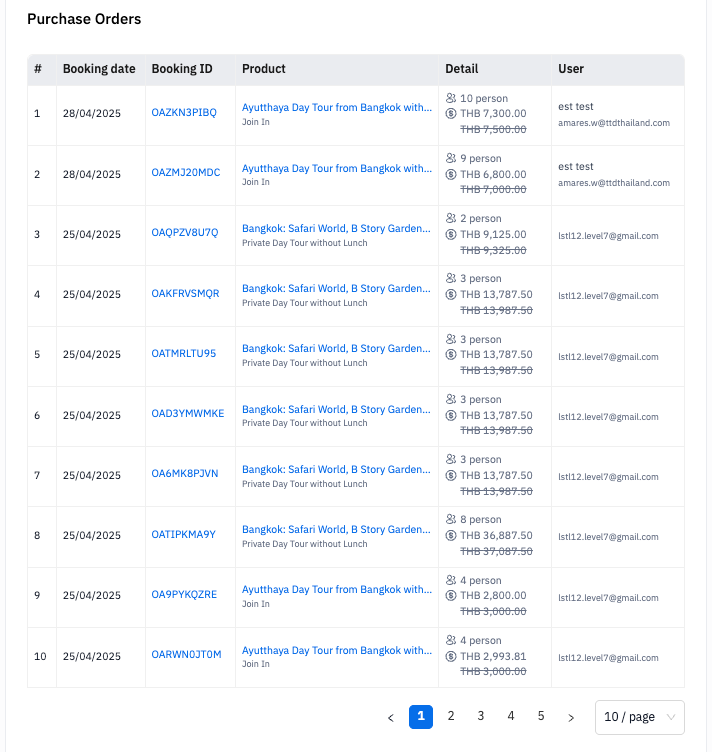 Purchase Orders
# Booking date Booking ID Product Detail User
1 28/04/2025 OAZKN3PIBQ Ayutthaya Day Tour from Bangkok with... 10 person est test
Join In THB 7,300.00 amares.w@ttdthailand.com
THB 7,500.00
2 28/04/2025 OAZMJ20MDC Ayutthaya Day Tour from Bangkok with... 9 person est test
Join In THB 6,800.00 amares.w@ttdthailand.com
THB 7,000.00
3 25/04/2025 OAQPZV8U7Q Bangkok: Safari World, B Story Garden... 2 person
Private Day Tour without Lunch THB 9,125.00 lstl12.level7@gmail.com
THB 9,325.00
4 25/04/2025 OAKFRVSMQR Bangkok: Safari World, B Story Garden... 3 person
Private Day Tour without Lunch THB 13,787.50 lstl12.level7@gmail.com
THB 13,987.50
5 25/04/2025 OATMRLTU95 Bangkok: Safari World, B Story Garden... 3 person
Private Day Tour without Lunch THB 13,787.50 lstl12.level7@gmail.com
THB 13,987.50
6 25/04/2025 OAD3YMWMKE Bangkok: Safari World, B Story Garden... 3 person
Private Day Tour without Lunch THB 13,787.50 lstl12.level7@gmail.com
THB 13,987.50
7 25/04/2025 OA6MK8PJVN Bangkok: Safari World, B Story Garden... 3 person
Private Day Tour without Lunch THB 13,787.50 lstl12.level7@gmail.com
THB 13,987.50
8 25/04/2025 OATIPKMA9Y Bangkok: Safari World, B Story Garden... 8 person
Private Day Tour without Lunch THB 36,887.50 lstl12.level7@gmail.com
THB 37,087.50
9 25/04/2025 OA9PYKQZRE Ayutthaya Day Tour from Bangkok with... 4 person
Join In THB 2,800.00 lstl12.level7@gmail.com
THB 3,000.00
10 25/04/2025 OARWN0JT0M Ayutthaya Day Tour from Bangkok with... 4 person
Join In THB 2,993.81 lstl12.level7@gmail.com
THB 3,000.00
< 1 2 3 4 5 > 10 / page